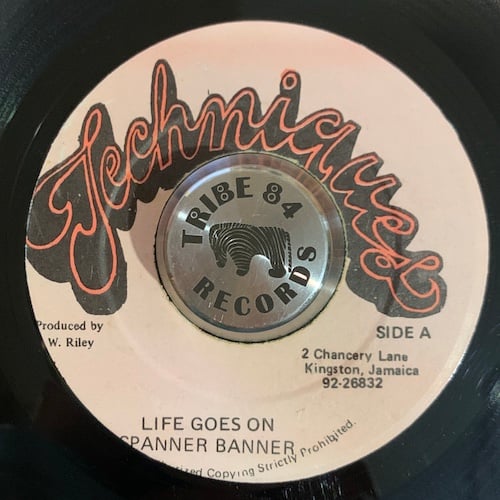 Techniques
TRIBE 84
RECORDS
Produced by
W. Riley
SIDE A
2 Chancery Lane
Kingston, Jamaica
92-26832
LIFE GOES ON
SPANNER BANNER
Copying Strictly Prohibited.